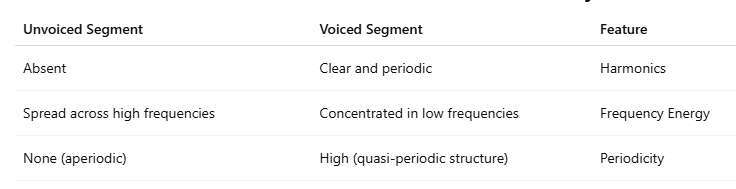 Unvoiced Segment Voiced Segment Feature
Absent Clear and periodic Harmonics
Spread across high frequencies Concentrated in low frequencies Frequency Energy
None (aperiodic) High (quasi-periodic structure) Periodicity